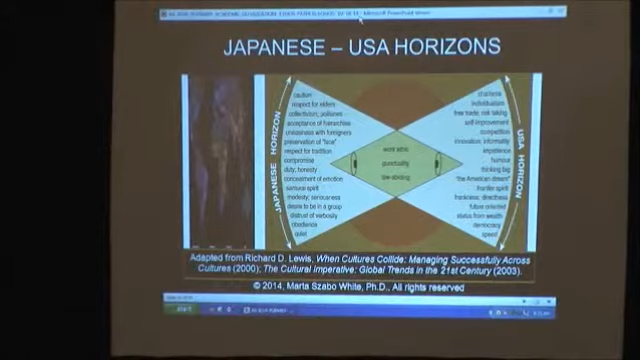 JAPANESE – USA HORIZONS
JAPANESE HORIZON
caution
respect for elders
collectivism; politeness
acceptance of hierarchies
uneasiness with foreigners
preservation of "face"
respect for tradition
compromise
duty; honesty
concealment of emotion
samurai spirit
modesty; seriousness
desire to be in a group
distrust of verbosity
obedience
quiet
work ethic
punctuality
law-abiding
individualism
free trade; risk taking
self-improvement
competition
innovation; informality
impatience
humour
thinking big
"the American dream"
frontier spirit
frankness; directness
future oriented
status from wealth
democracy
speed
USA HORIZON
Adapted from Richard D. Lewis, When Cultures Collide: Managing Successfully Across
Cultures (2000); The Cultural Imperative: Global Trends in the 21st Century (2003).
© 2014, Marta Szabo White, Ph.D., All rights reserved
start